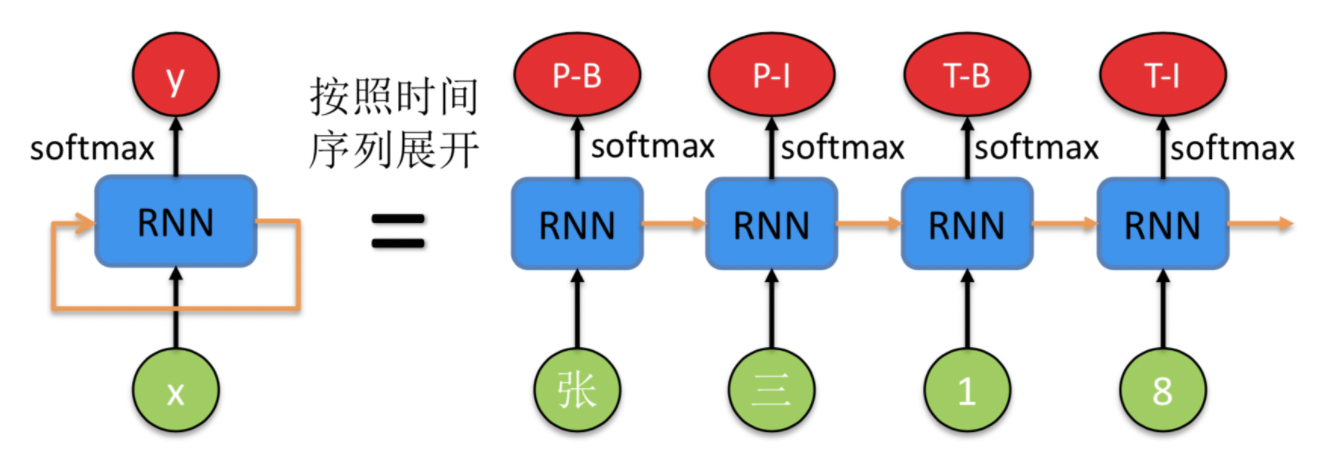 y
softmax
RNN
x
按照时间
序列展开
=
P-B P-I T-B T-I
softmax softmax softmax softmax
RNN RNN RNN RNN
张 三 1 8